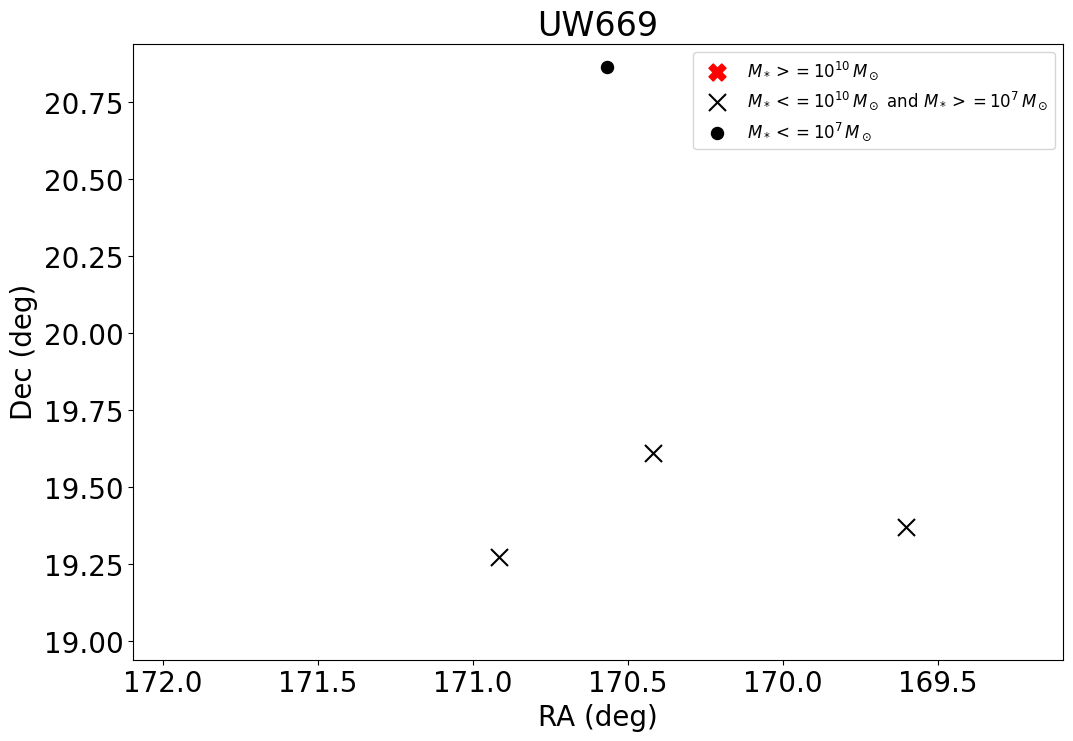 UW669
M* >= 10^10 M⊙
M* <= 10^10 M⊙ and M* >= 10^7 M⊙
M* <= 10^7 M⊙
20.75
20.50
20.25
20.00
19.75
19.50
19.25
19.00
Dec (deg)
172.0 171.5 171.0 170.5 170.0 169.5
RA (deg)